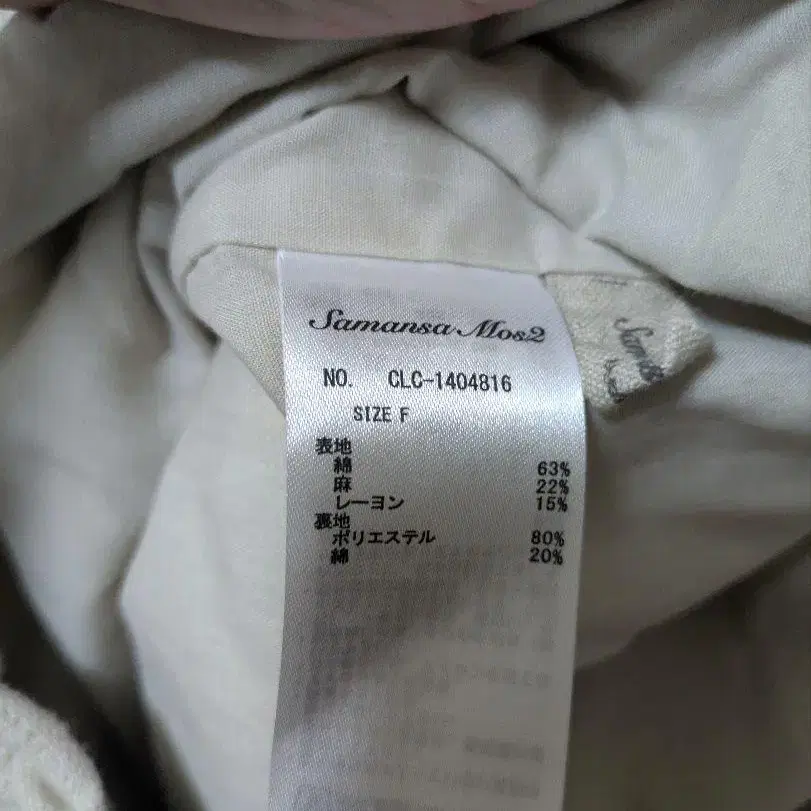 Samansa Mos2
NO. CLC-1404816
SIZE F
表地
綿 63%
麻 22%
レーヨン 15%
裏地
ポリエステル 80%
綿 20%